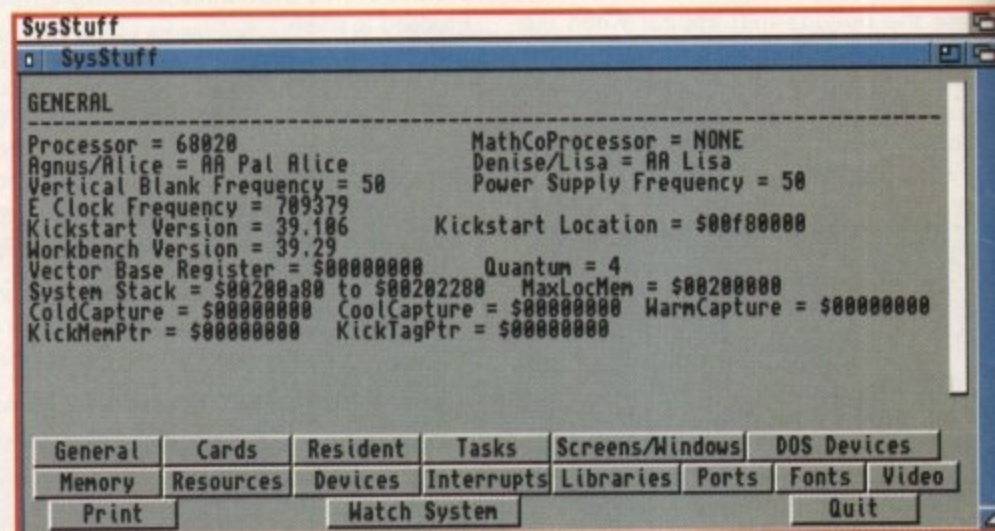 SysStuff
SysStuff
GENERAL
Processor = 68020 MathCoProcessor = NONE
Agnus/Alice = AA Pal Alice Denise/Lisa = AA Lisa
Vertical Blank Frequency = 50 Power Supply Frequency = 50
E Clock Frequency = 709379
Kickstart Version = 39.106 Kickstart Location = $00f80000
Workbench Version = 39.29
Vector Base Register = $00000000 Quantum = 4
System Stack = $00200a80 to $00202280 MaxLocMem = $00200000
ColdCapture = $00000000 CoolCapture = $00000000 WarmCapture = $00000000
KickMemPtr = $00000000 KickTagPtr = $00000000
General Cards Resident Tasks Screens/Windows DOS Devices
Memory Resources Devices Interrupts Libraries Ports Fonts Video
Print Watch System Quit